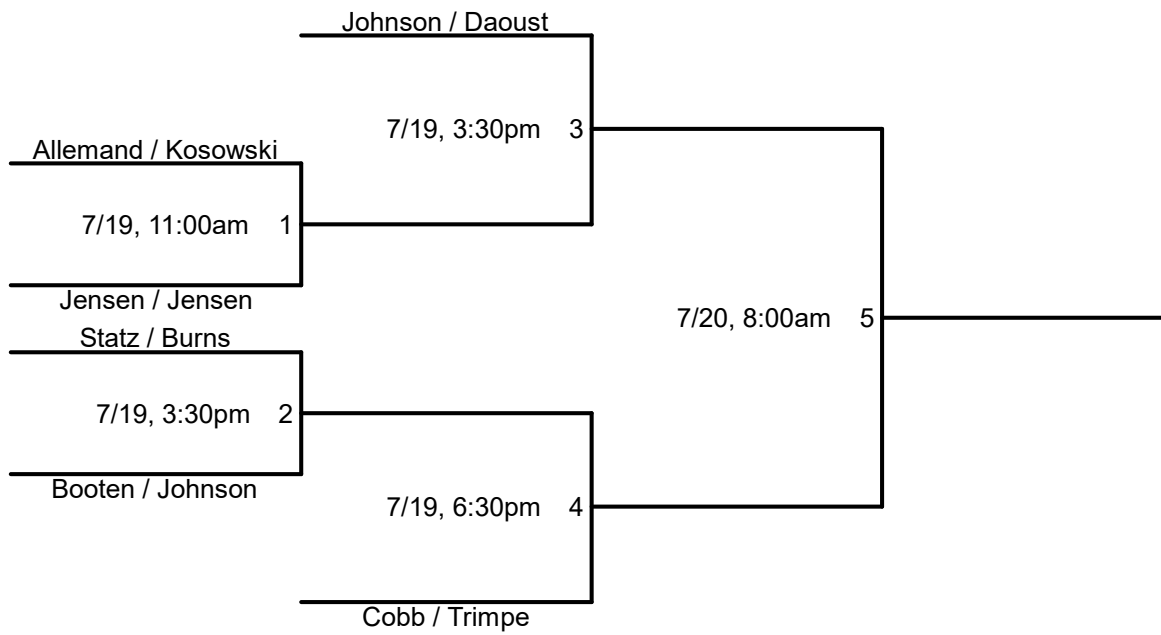 Johnson / Daoust
7/19, 3:30pm 3
Allemand / Kosowski
7/19, 11:00am 1
Jensen / Jensen
7/20, 8:00am 5
Statz / Burns
7/19, 3:30pm 2
Booten / Johnson
7/19, 6:30pm 4
Cobb / Trimpe